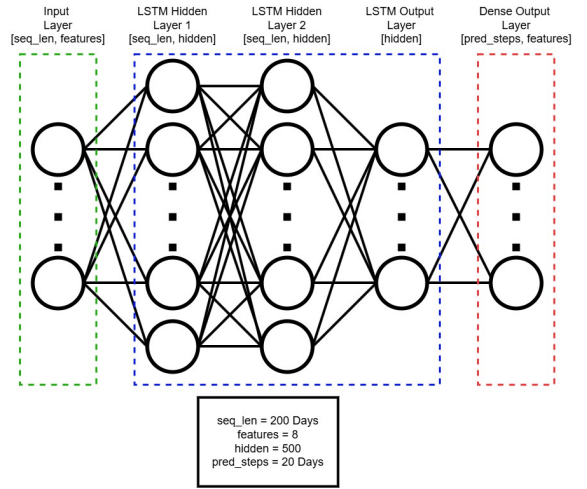 Input
Layer
[seq_len, features]
LSTM Hidden
Layer 1
[seq_len, hidden]
LSTM Hidden
Layer 2
[seq_len, hidden]
LSTM Output
Layer
[hidden]
Dense Output
Layer
[pred_steps, features]
seq_len = 200 Days
features = 8
hidden = 500
pred_steps = 20 Days